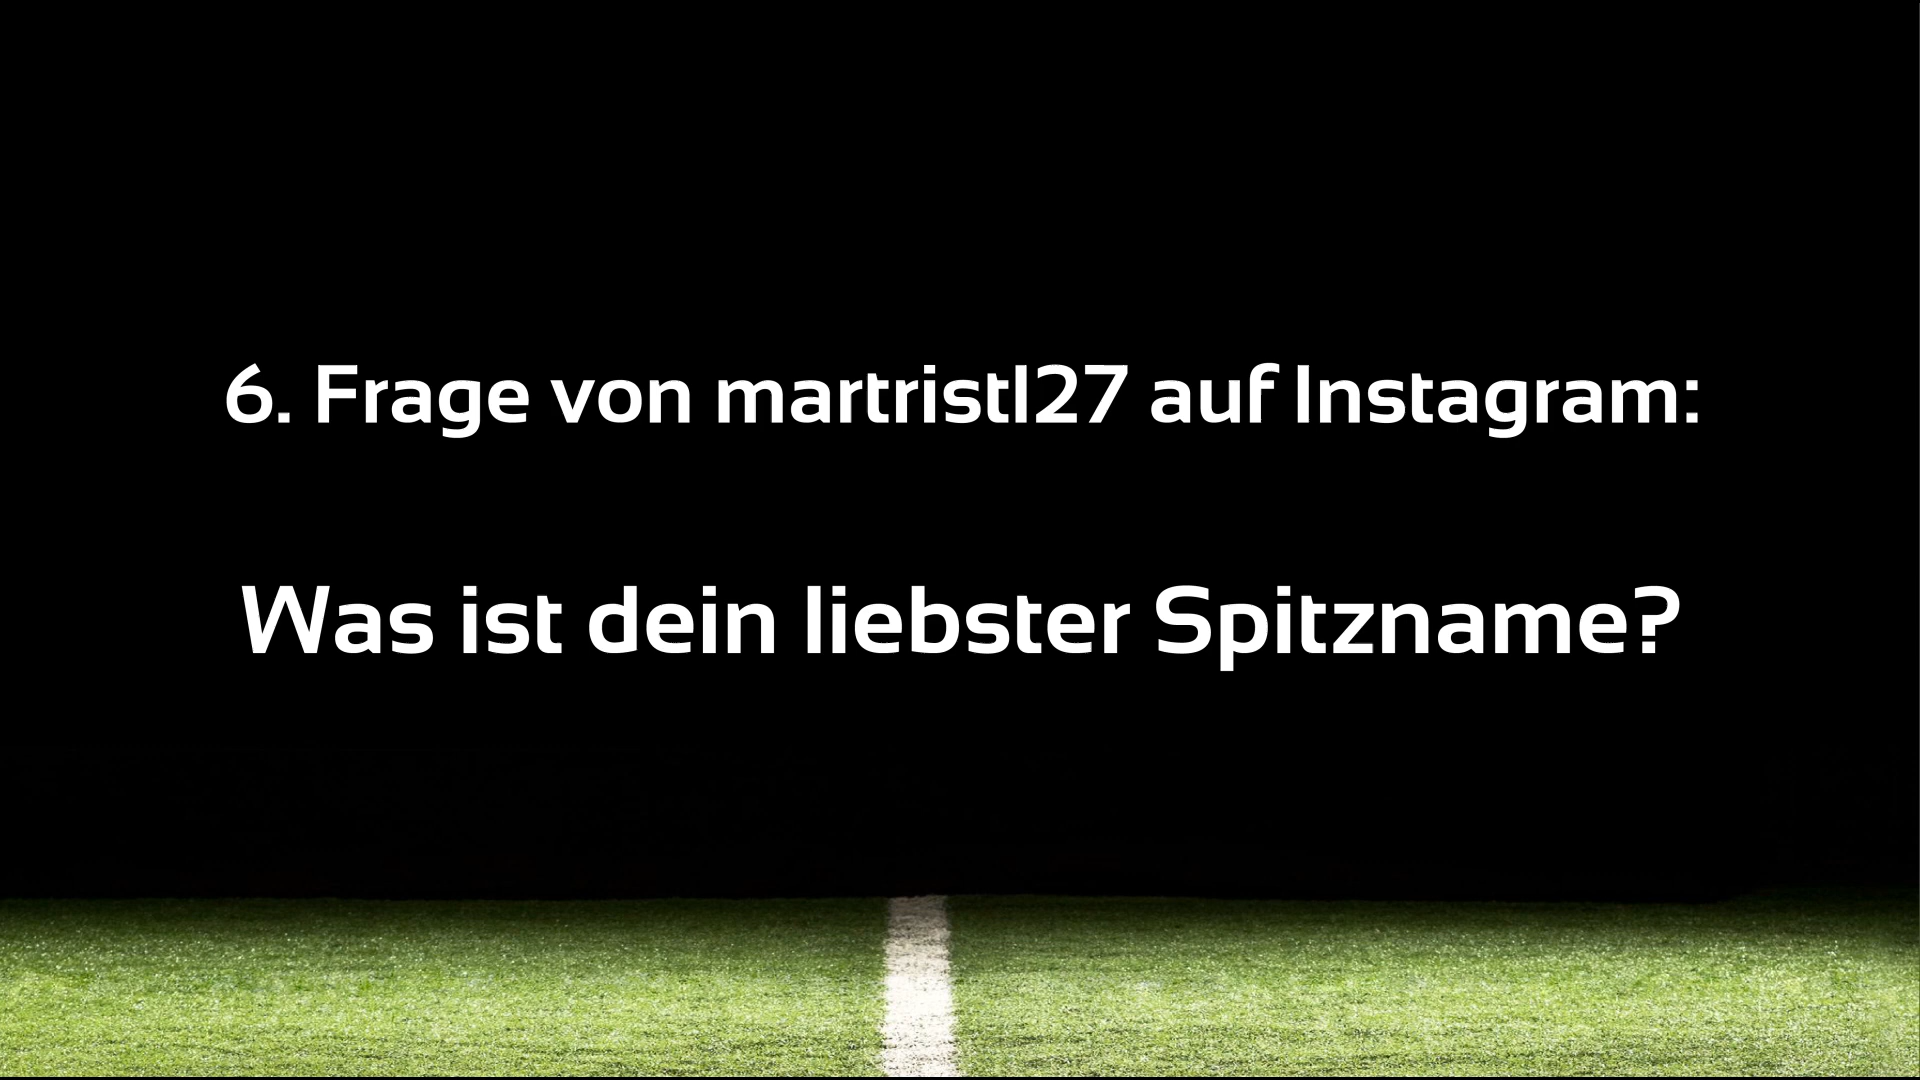 6. Frage von martristl27 auf Instagram:
Was ist dein liebster Spitzname?